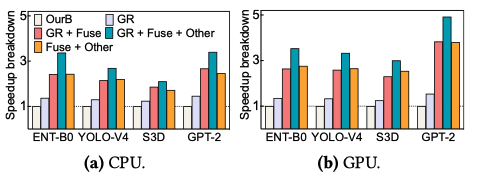 Speedup breakdown
5
3
1
OurB
GR
GR + Fuse
GR + Fuse + Other
Fuse + Other
ENT-B0 YOLO-V4 S3D GPT-2
(a) CPU.
Speedup breakdown
5
3
1
ENT-B0 YOLO-V4 S3D GPT-2
(b) GPU.